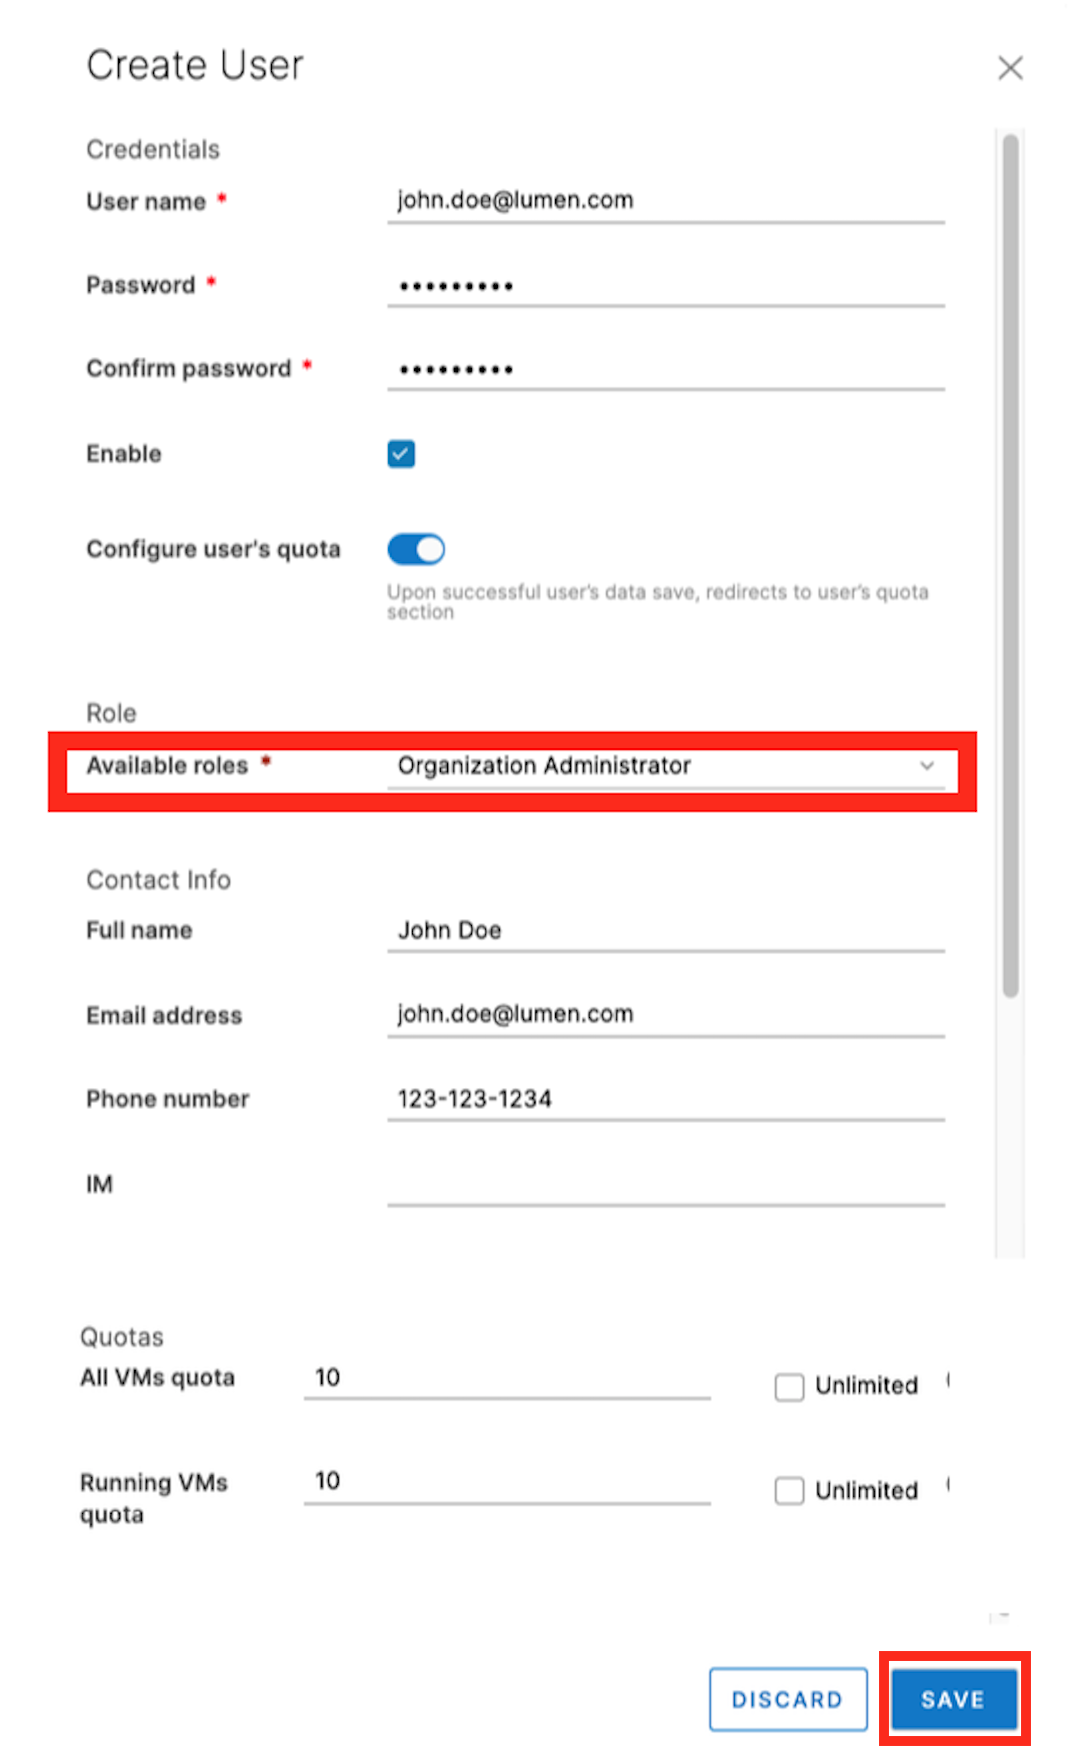 Create User
Credentials
User name *
john.doe@lumen.com
Password *
•••••••••
Confirm password *
•••••••••
Enable
Configure user's quota
Upon successful user's data save, redirects to user's quota
section
Role
Available roles *
Organization Administrator
Contact Info
Full name
John Doe
Email address
john.doe@lumen.com
Phone number
123-123-1234
IM
Quotas
All VMs quota
10
Unlimited
Running VMs
quota
10
Unlimited
DISCARD
SAVE